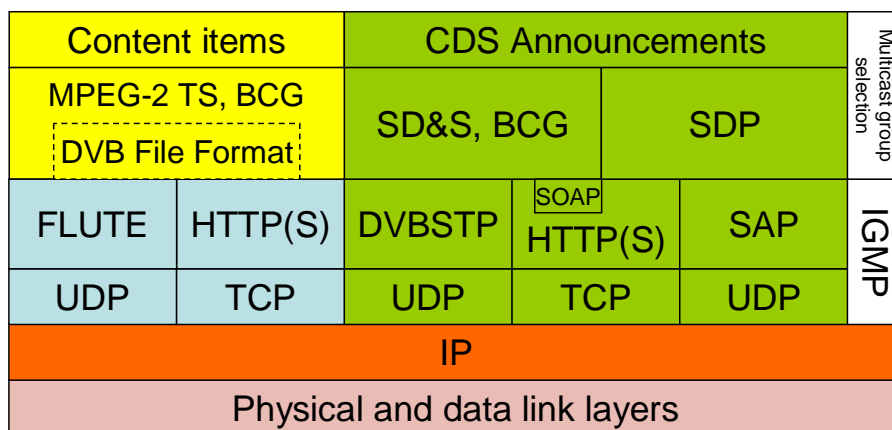 Content items
CDS Announcements
Multicast group
selection
MPEG-2 TS, BCG
DVB File Format
SD&S, BCG
SDP
FLUTE
HTTP(S)
DVBSTP
SOAP
HTTP(S)
SAP
IGMP
UDP
TCP
UDP
TCP
UDP
IP
Physical and data link layers